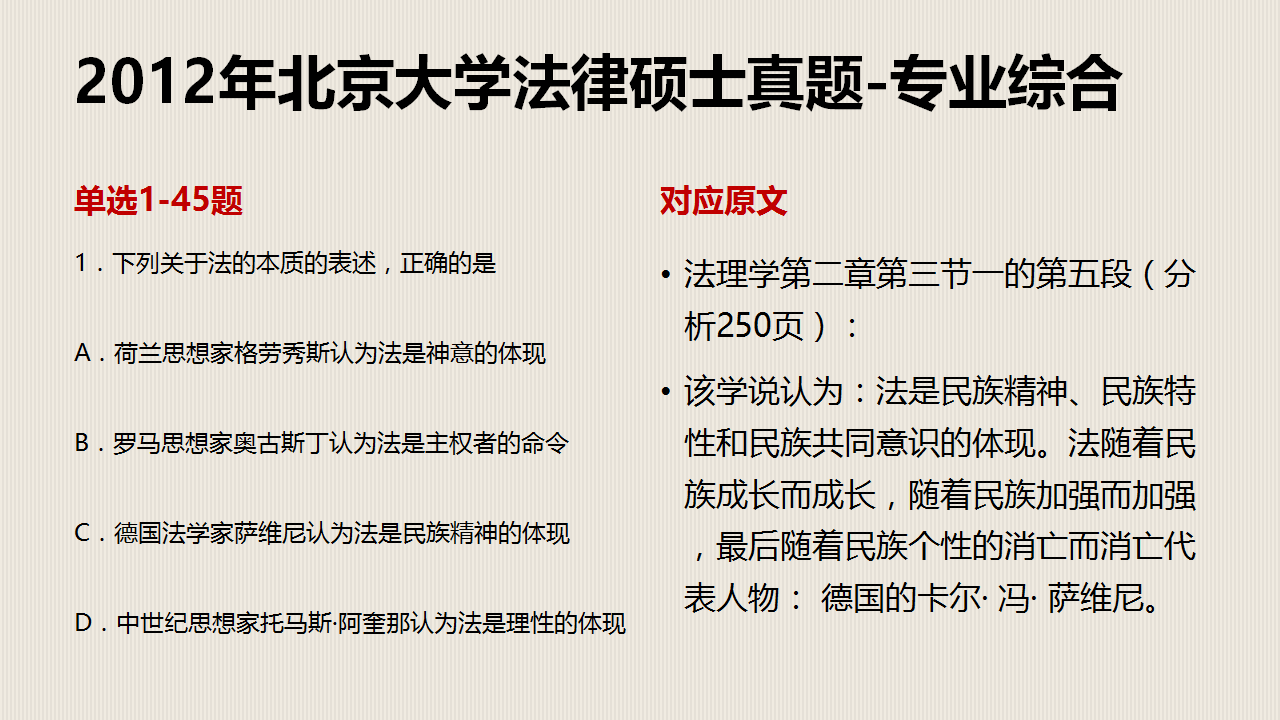 2012年北京大学法律硕士真题-专业综合
单选1-45题
1．下列关于法的本质的表述，正确的是
A．荷兰思想家格劳秀斯认为法是神意的体现
B．罗马思想家奥古斯丁认为法是主权者的命令
C．德国法学家萨维尼认为法是民族精神的体现
D．中世纪思想家托马斯·阿奎那认为法是理性的体现
对应原文
• 法理学第二章第三节一的第五段（分
析250页）：
• 该学说认为：法是民族精神、民族特
性和民族共同意识的体现。法随着民
族成长而成长，随着民族加强而加强
，最后随着民族个性的消亡而消亡代
表人物： 德国的卡尔· 冯· 萨维尼。